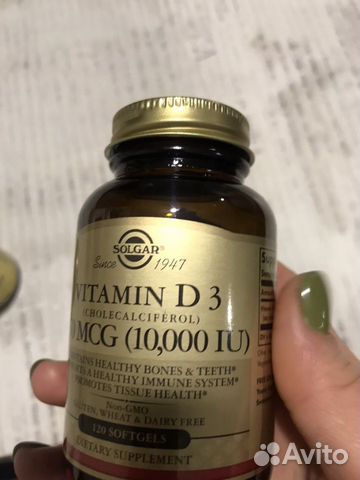 SOLGAR
Since 1947
VITAMIN D 3
(CHOLECALCIFEROL)
MCG (10,000 IU)
HEALTHY BONES & TEETH*
A HEALTHY IMMUNE SYSTEM*
PROMOTES TISSUE HEALTH*
Non-GMO
GLUTEN, WHEAT & DAIRY FREE
120 SOFTGELS
DIETARY SUPPLEMENT
Avito